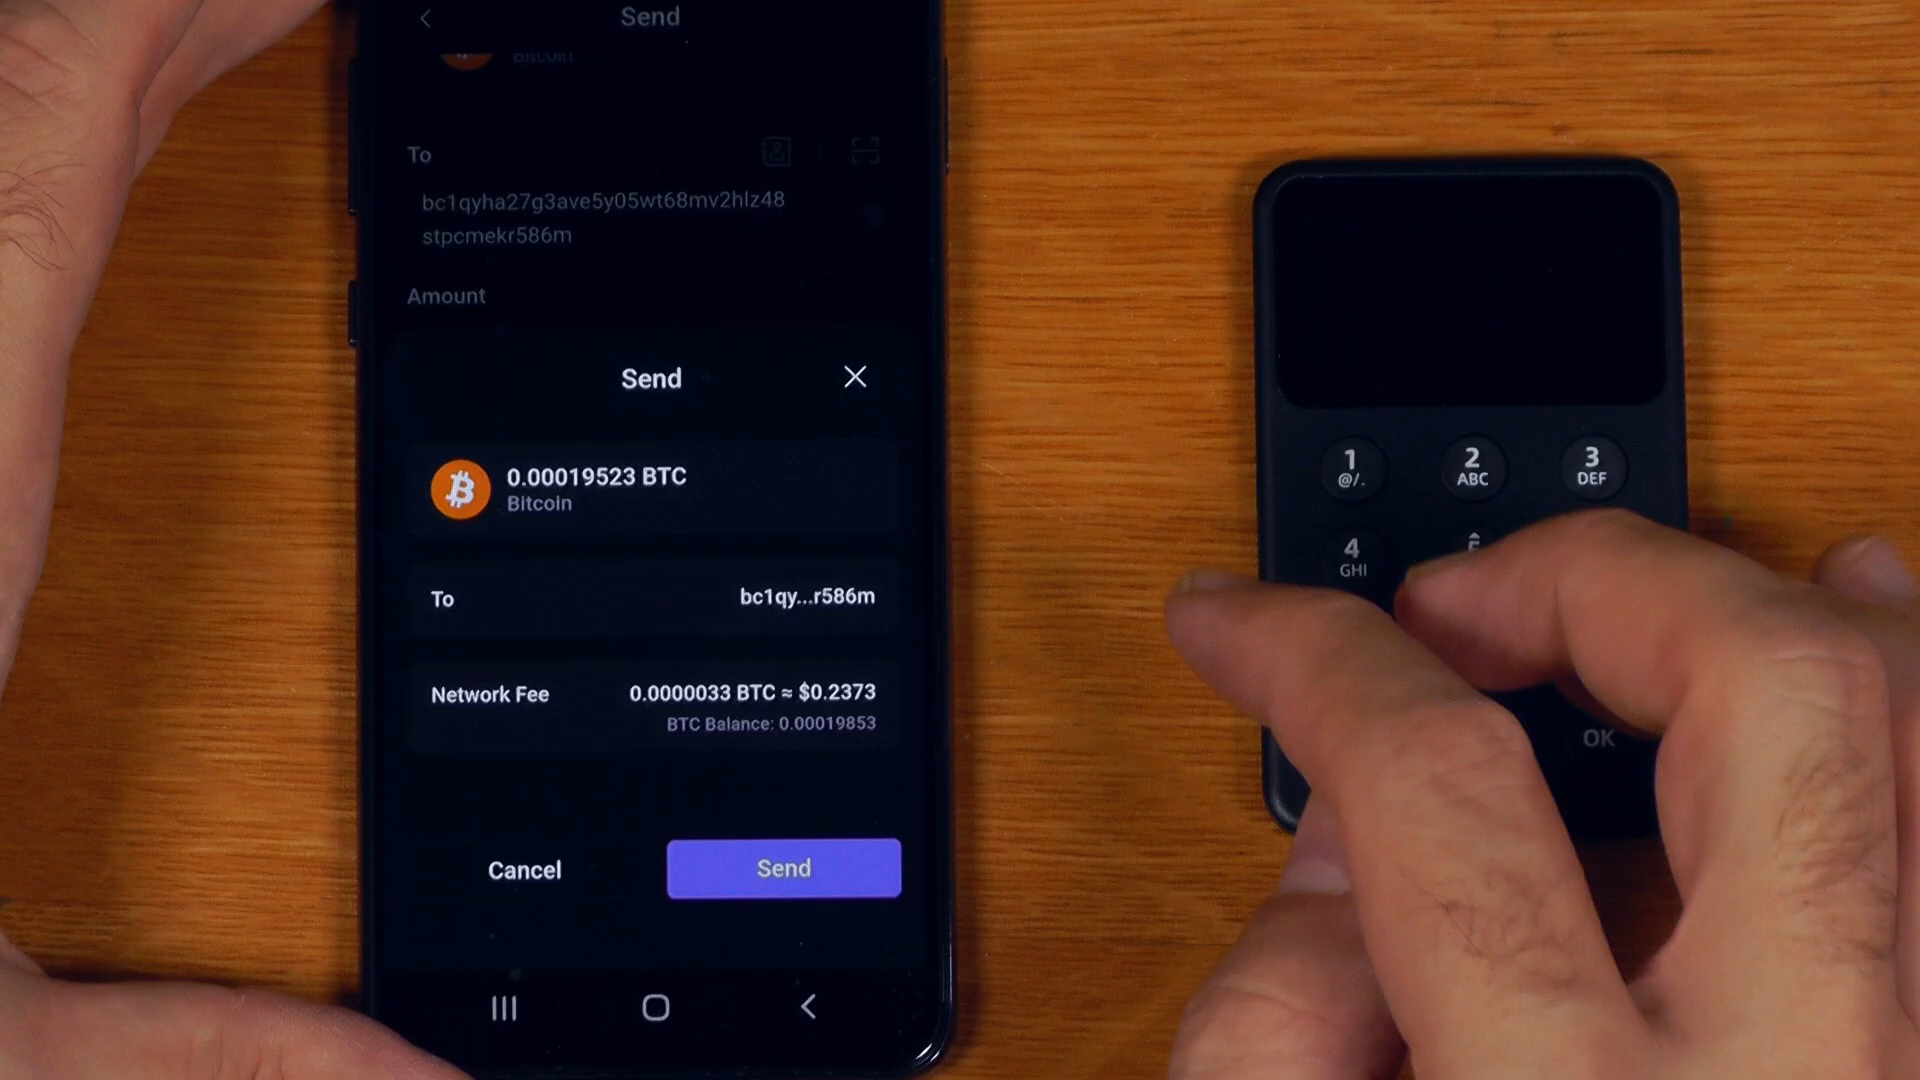 Send
Bitcoin
To
bc1qyha27g3ave5y05wt68mv2hlz48
stpcmekr586m
Amount
Send
0.00019523 BTC
Bitcoin
To
bc1qy...r586m
Network Fee
0.0000033 BTC ≈ $0.2373
BTC Balance: 0.00019853
Cancel
Send
1
@/.
2
ABC
3
DEF
4
GHI
OK